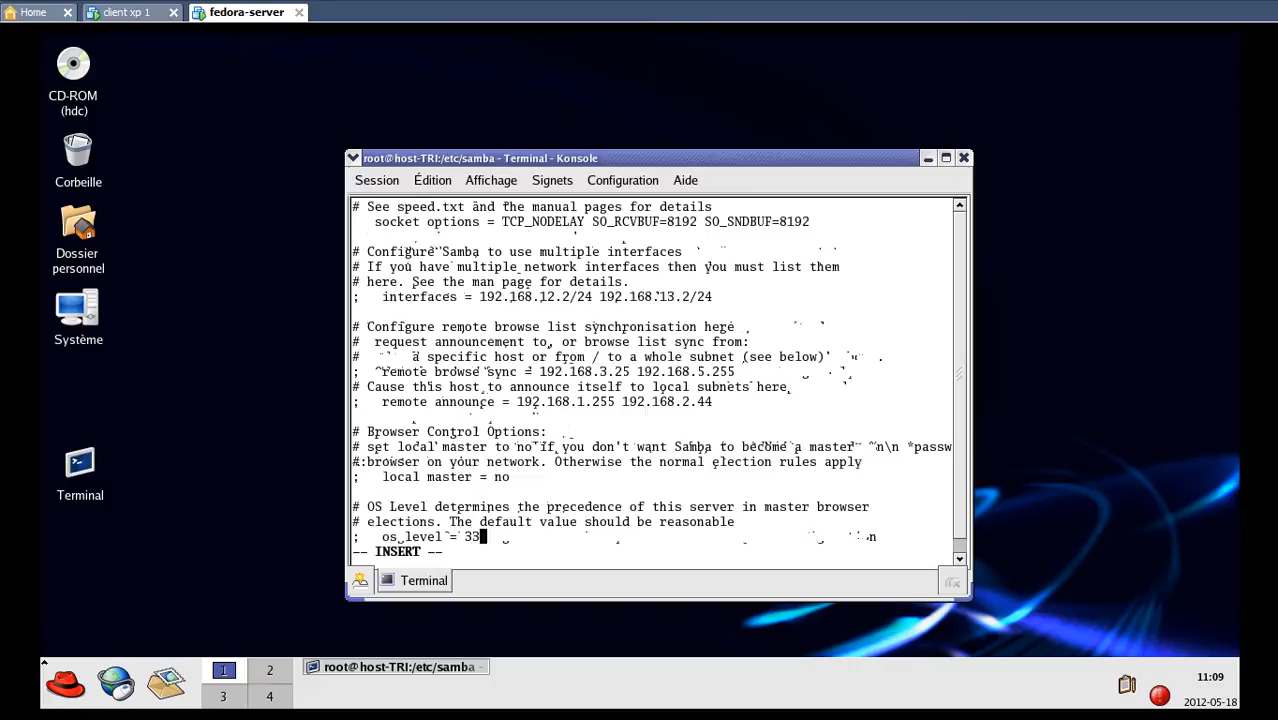 Home
client xp 1
fedora-server
CD-ROM
(hdc)
Corbeille
Dossier
personnel
Système
Terminal
root@host-TRI:/etc/samba - Terminal - Konsole
Session Édition Affichage Signets Configuration Aide
# See speed.txt and the manual pages for details
socket options = TCP_NODELAY SO_RCVBUF=8192 SO_SNDBUF=8192
# Configure Samba to use multiple interfaces
# If you have multiple network interfaces then you must list them
# here. See the man page for details.
; interfaces = 192.168.12.2/24 192.168.13.2/24
# Configure remote browse list synchronisation here
# request announcement to, or browse list sync from:
# a specific host or from / to a whole subnet (see below)
; remote browse sync = 192.168.3.25 192.168.5.255
# Cause this host to announce itself to local subnets here
; remote announce = 192.168.1.255 192.168.2.44
# Browser Control Options:
# set local master to no if you don't want Samba to become a master n\n *passw
# browser on your network. Otherwise the normal election rules apply
; local master = no
# OS Level determines the precedence of this server in master browser
# elections. The default value should be reasonable
; os level = 33
-- INSERT --
Terminal
1 2
3 4
root@host-TRI:/etc/samba -
11:09
2012-05-18